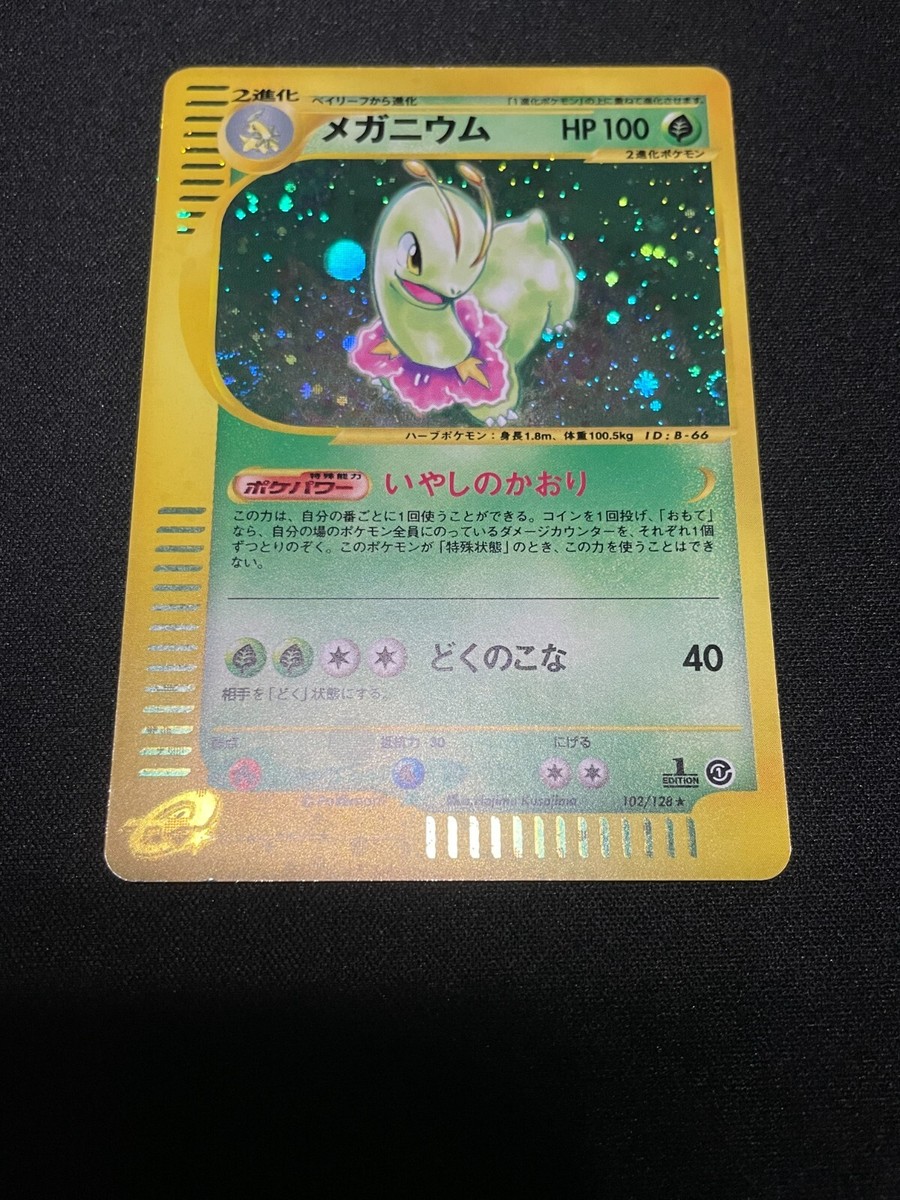 2進化 ベイリーフから進化 「1進化ポケモン」の上に重ねて進化させます。
メガニウム HP 100
2進化ポケモン
ハーブポケモン：身長1.8m、体重100.5kg ID：B-66
特殊能力
ポケパワー いやしのかおり
この力は、自分の番ごとに1回使うことができる。コインを1回投げ、「おもて」
なら、自分の場のポケモン全員にのっているダメージカウンターを、それぞれ1個
ずつとりのぞく。このポケモンが「特殊状態」のとき、この力を使うことはでき
ない。
どくのこな 40
相手を「どく」状態にする。
弱点 抵抗力 -30 にげる
1
EDITION
Illus. Hajime Kusajima 102/128 ★
e